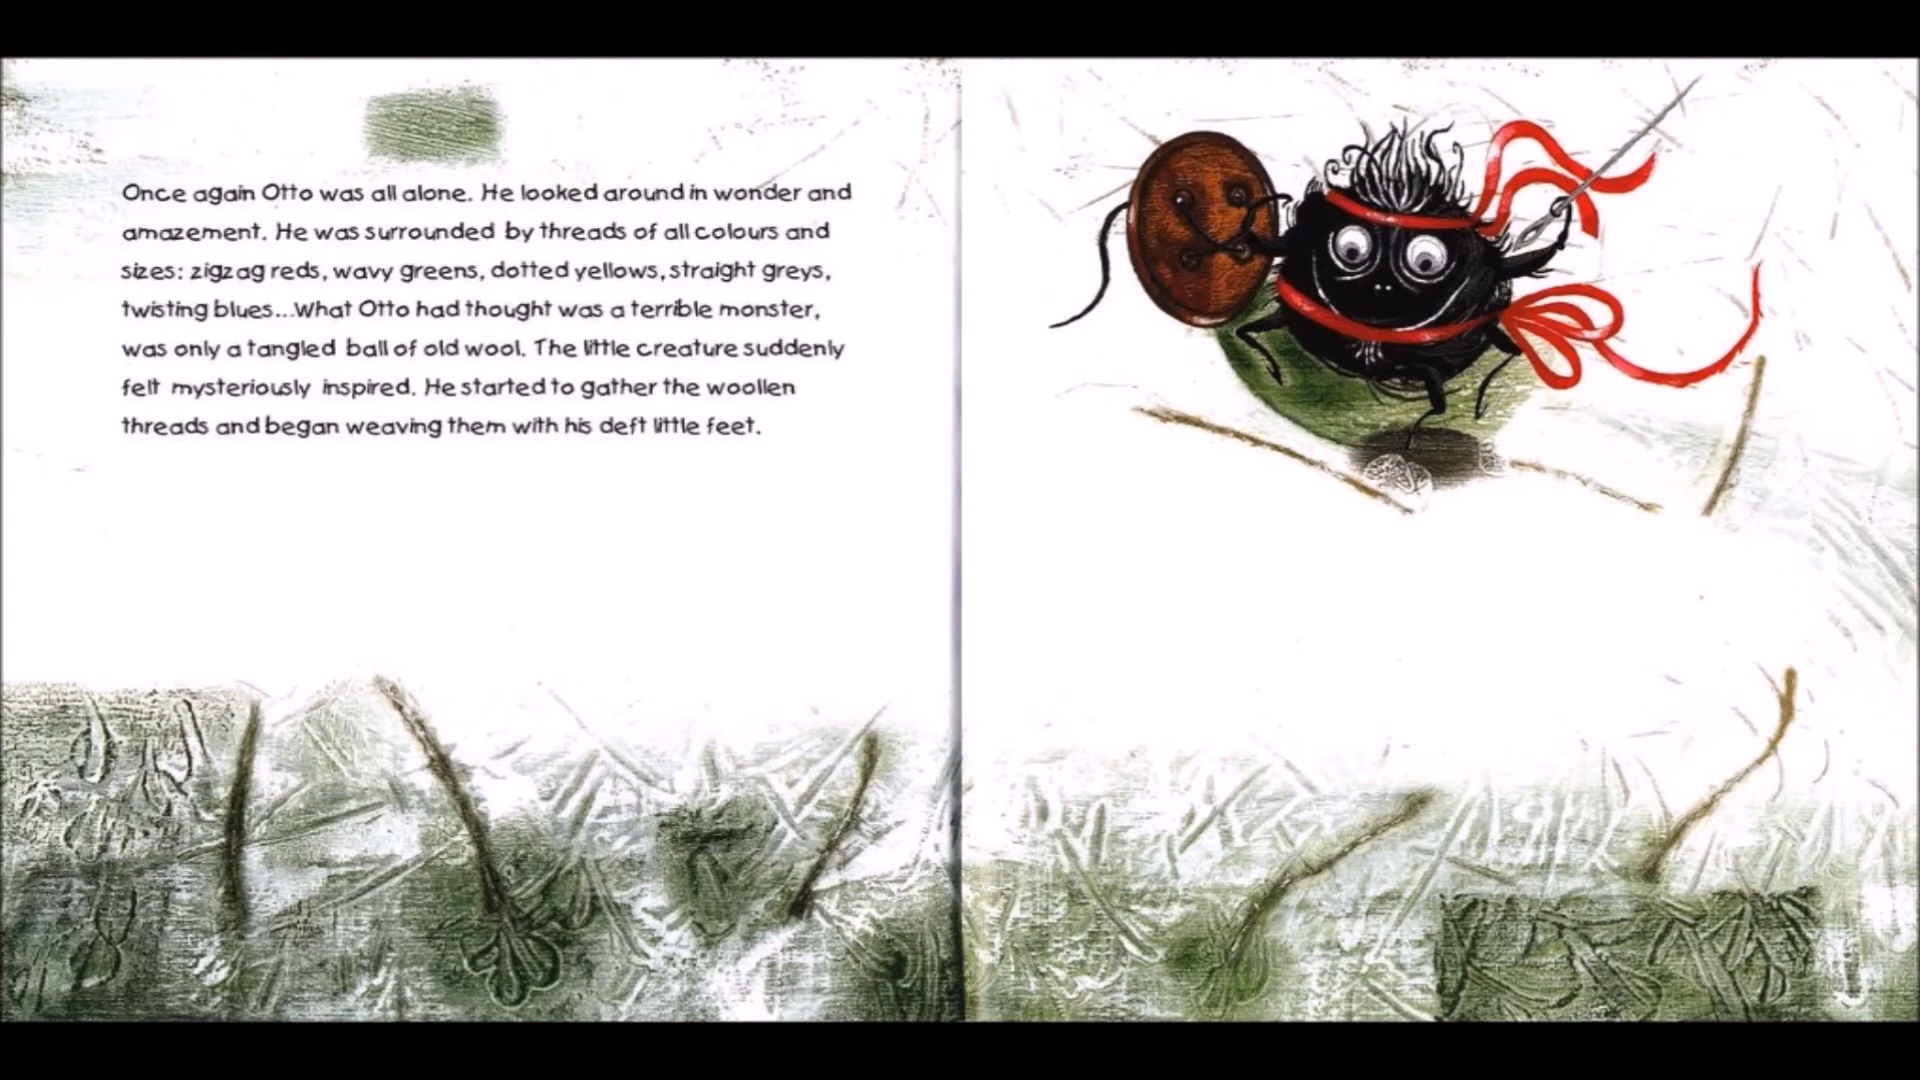 Once again Otto was all alone. He looked around in wonder and
amazement. He was surrounded by threads of all colours and
sizes: zigzag reds, wavy greens, dotted yellows, straight greys,
twisting blues...What Otto had thought was a terrible monster,
was only a tangled ball of old wool. The little creature suddenly
felt mysteriously inspired. He started to gather the woollen
threads and began weaving them with his deft little feet.